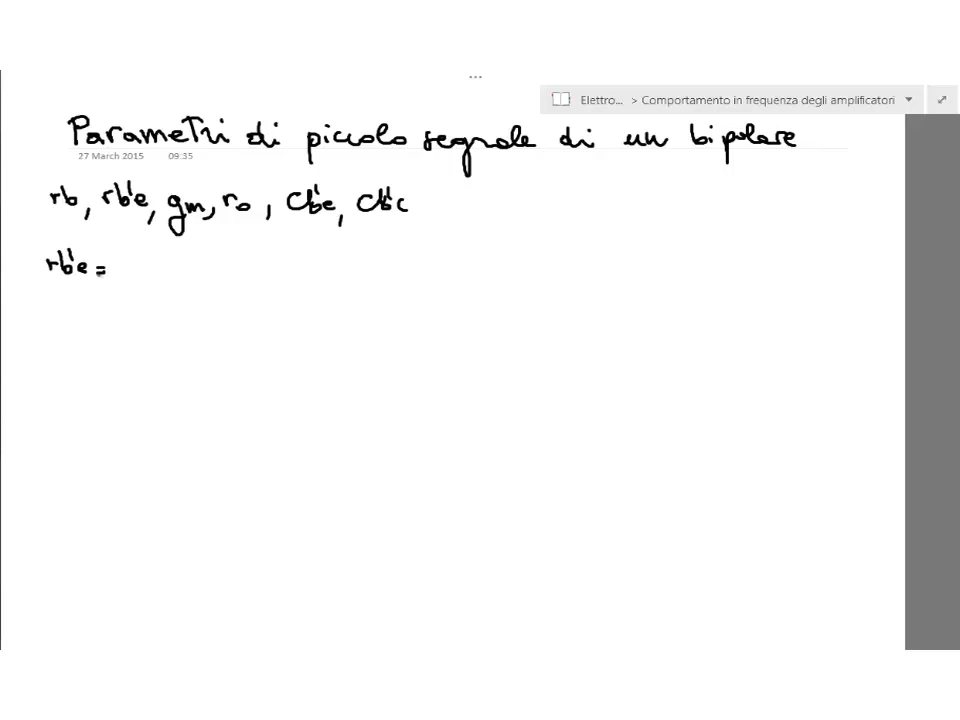 ...
Elettro... > Comportamento in frequenza degli amplificatori
Parametri di piccolo segnale di un bipolare
27 March 2015 09:35
rb, rb'e, gm, ro, Cb'e, Cb'c
rb'e =